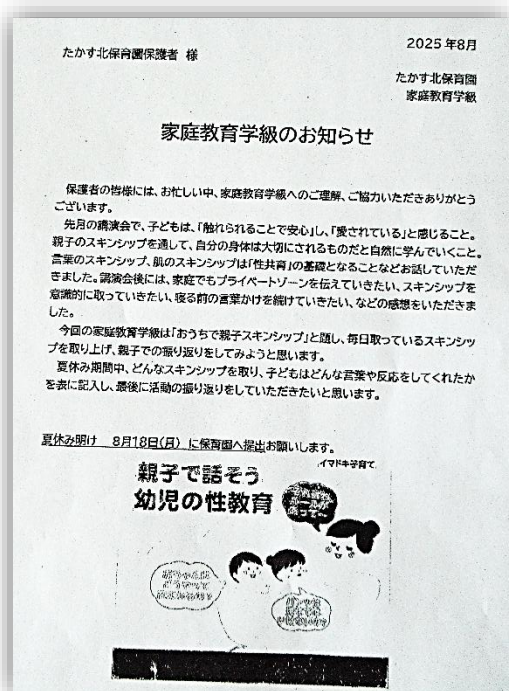 2025年8月
たかす北保育園保護者 様
たかす北保育園
家庭教育学級
家庭教育学級のお知らせ
保護者の皆様には、お忙しい中、家庭教育学級へのご理解、ご協力いただきありがとう
ございます。
先月の講演会で、子どもは、「触れられることで安心」し、「愛されている」と感じること。
親子のスキンシップを通して、自分の身体は大切にされるものだと自然に学んでいくこと。
言葉のスキンシップ、肌のスキンシップは「性共育」の基礎となることなどお話していただ
きました。講演会後には、家庭でもプライベートゾーンを伝えていきたい、スキンシップを
意識的に取っていきたい、寝る前の言葉かけを続けていきたい、などの感想をいただきま
した。
今回の家庭教育学級は「おうちで親子スキンシップ」と題し、毎日取っているスキンシッ
プを取り上げ、親子での振り返りをしてみようと思います。
夏休み期間中、どんなスキンシップを取り、子どもはどんな言葉や反応をしてくれたか
を表に記入し、最後に活動の振り返りをしていただきたいと思います。
夏休み明け 8月18日(月) に保育園へ提出お願いします。
イマドキ子育て
親子で話そう
幼児の性教育